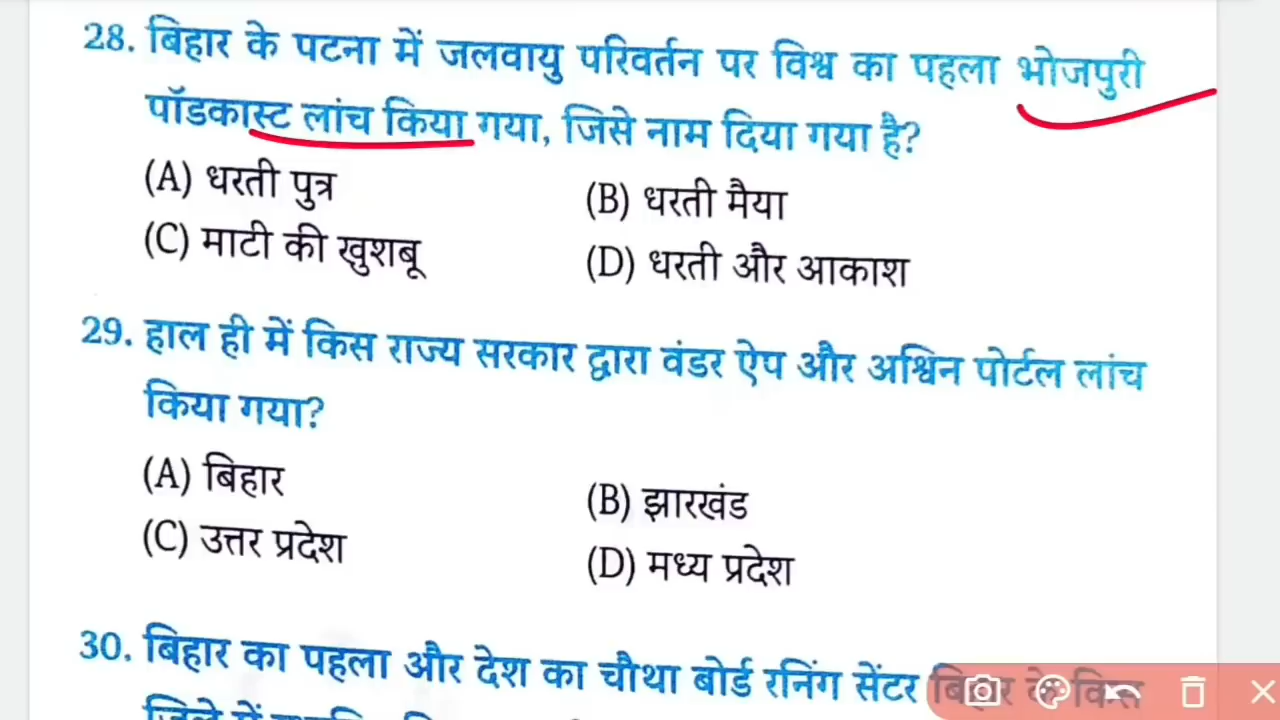 28. बिहार के पटना में जलवायु परिवर्तन पर विश्व का पहला भोजपुरी
पॉडकास्ट लांच किया गया, जिसे नाम दिया गया है?
(A) धरती पुत्र
(B) धरती मैया
(C) माटी की खुशबू
(D) धरती और आकाश
29. हाल ही में किस राज्य सरकार द्वारा वंडर ऐप और अश्विन पोर्टल लांच
किया गया?
(A) बिहार
(B) झारखंड
(C) उत्तर प्रदेश
(D) मध्य प्रदेश
30. बिहार का पहला और देश का चौथा बोर्ड रनिंग सेंटर बिहार के किस
जिले में